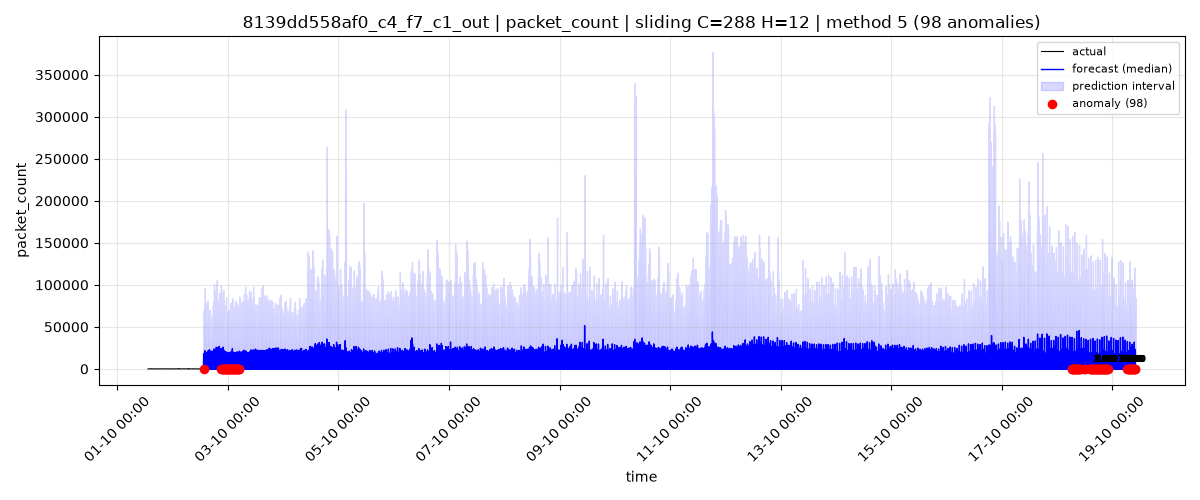 8139dd558af0_c4_f7_c1_out | packet_count | sliding C=288 H=12 | method 5 (98 anomalies)
actual
forecast (median)
prediction interval
anomaly (98)
packet_count
350000
300000
250000
200000
150000
100000
50000
0
01-10 00:00
03-10 00:00
05-10 00:00
07-10 00:00
09-10 00:00
11-10 00:00
13-10 00:00
15-10 00:00
17-10 00:00
19-10 00:00
time